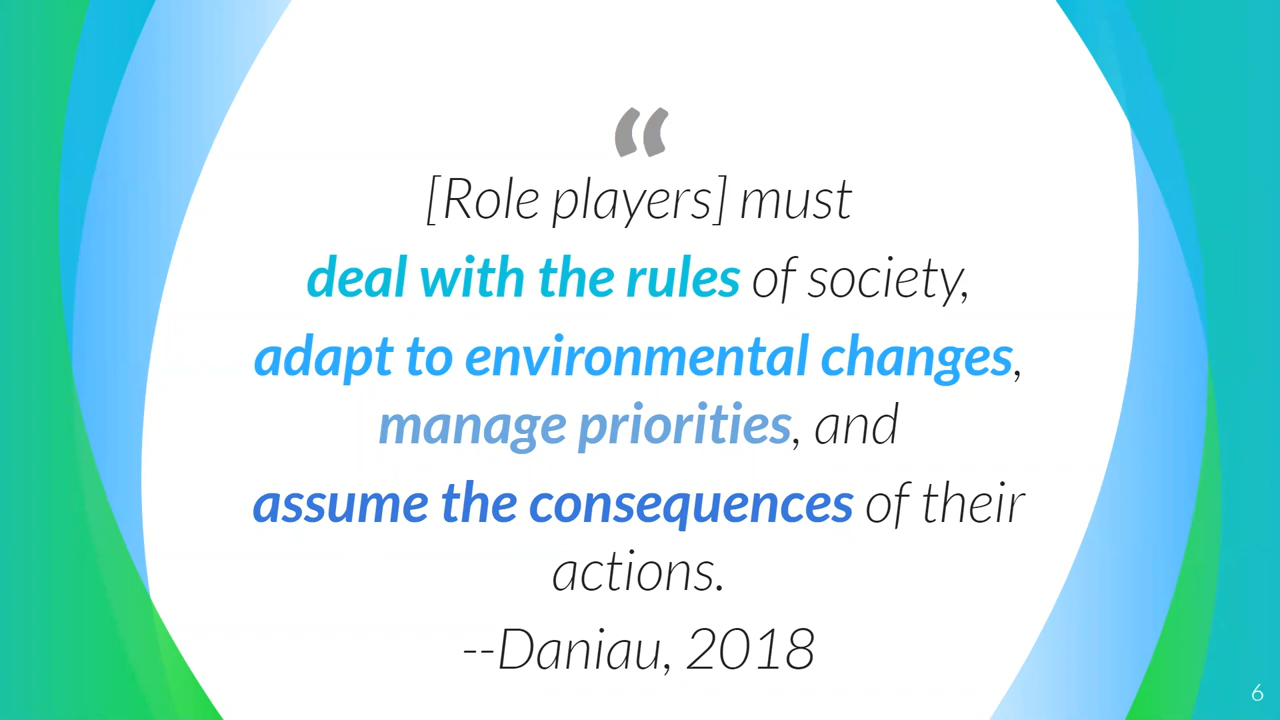 “
[Role players] must
deal with the rules of society,
adapt to environmental changes,
manage priorities, and
assume the consequences of their
actions.
--Daniau, 2018
6